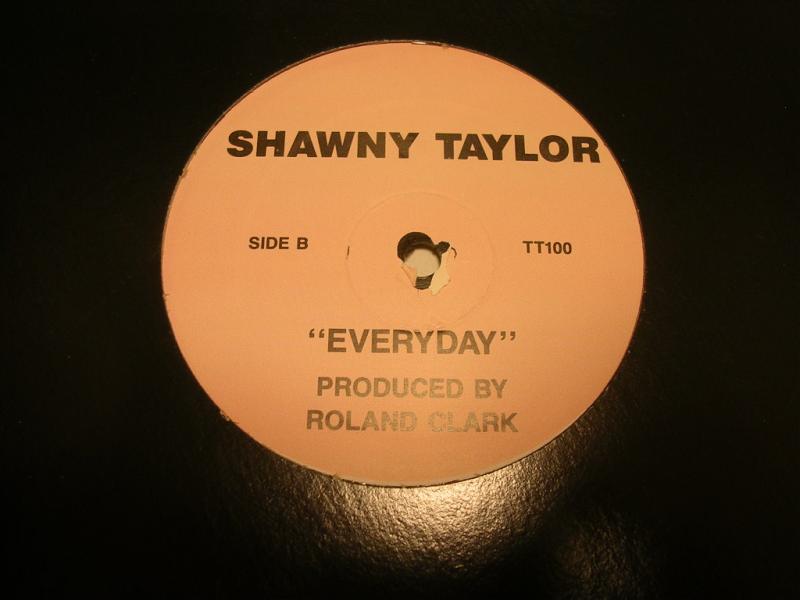 SHAWNY TAYLOR
SIDE B
TT100
“EVERYDAY”
PRODUCED BY
ROLAND CLARK